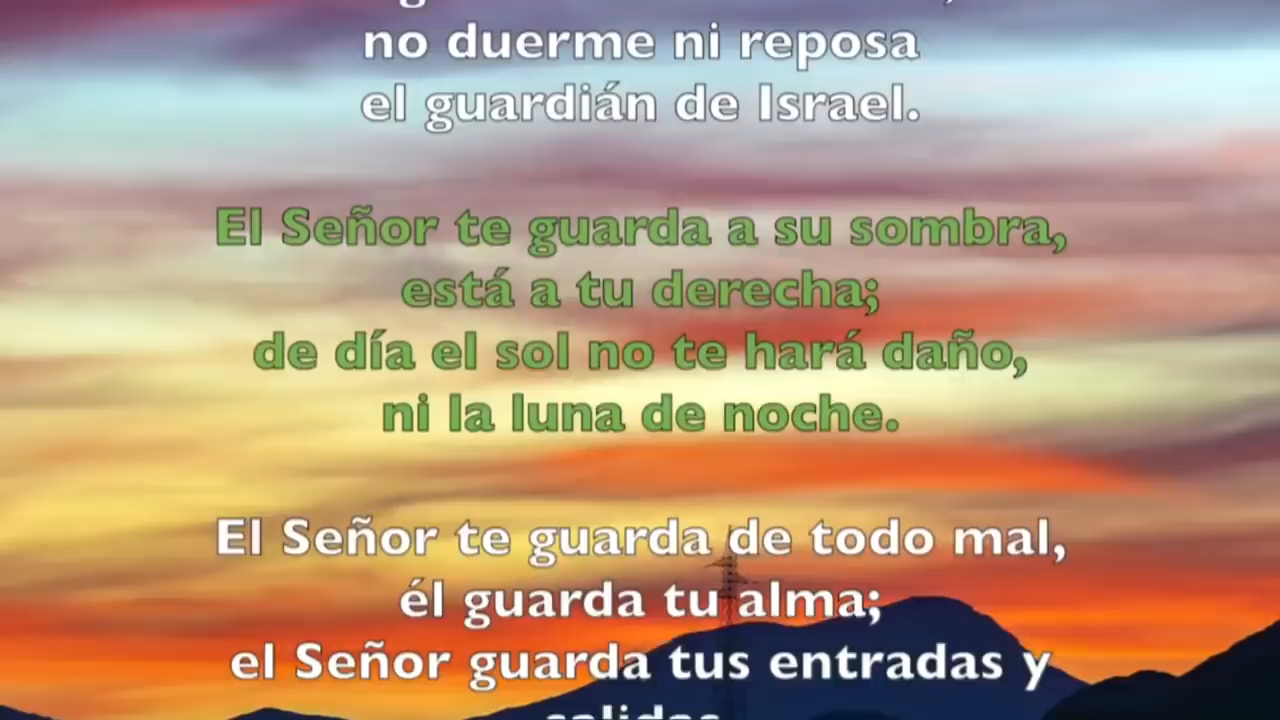 no duerme ni reposa
el guardián de Israel.
El Señor te guarda a su sombra,
está a tu derecha;
de día el sol no te hará daño,
ni la luna de noche.
El Señor te guarda de todo mal,
él guarda tu alma;
el Señor guarda tus entradas y
salidas